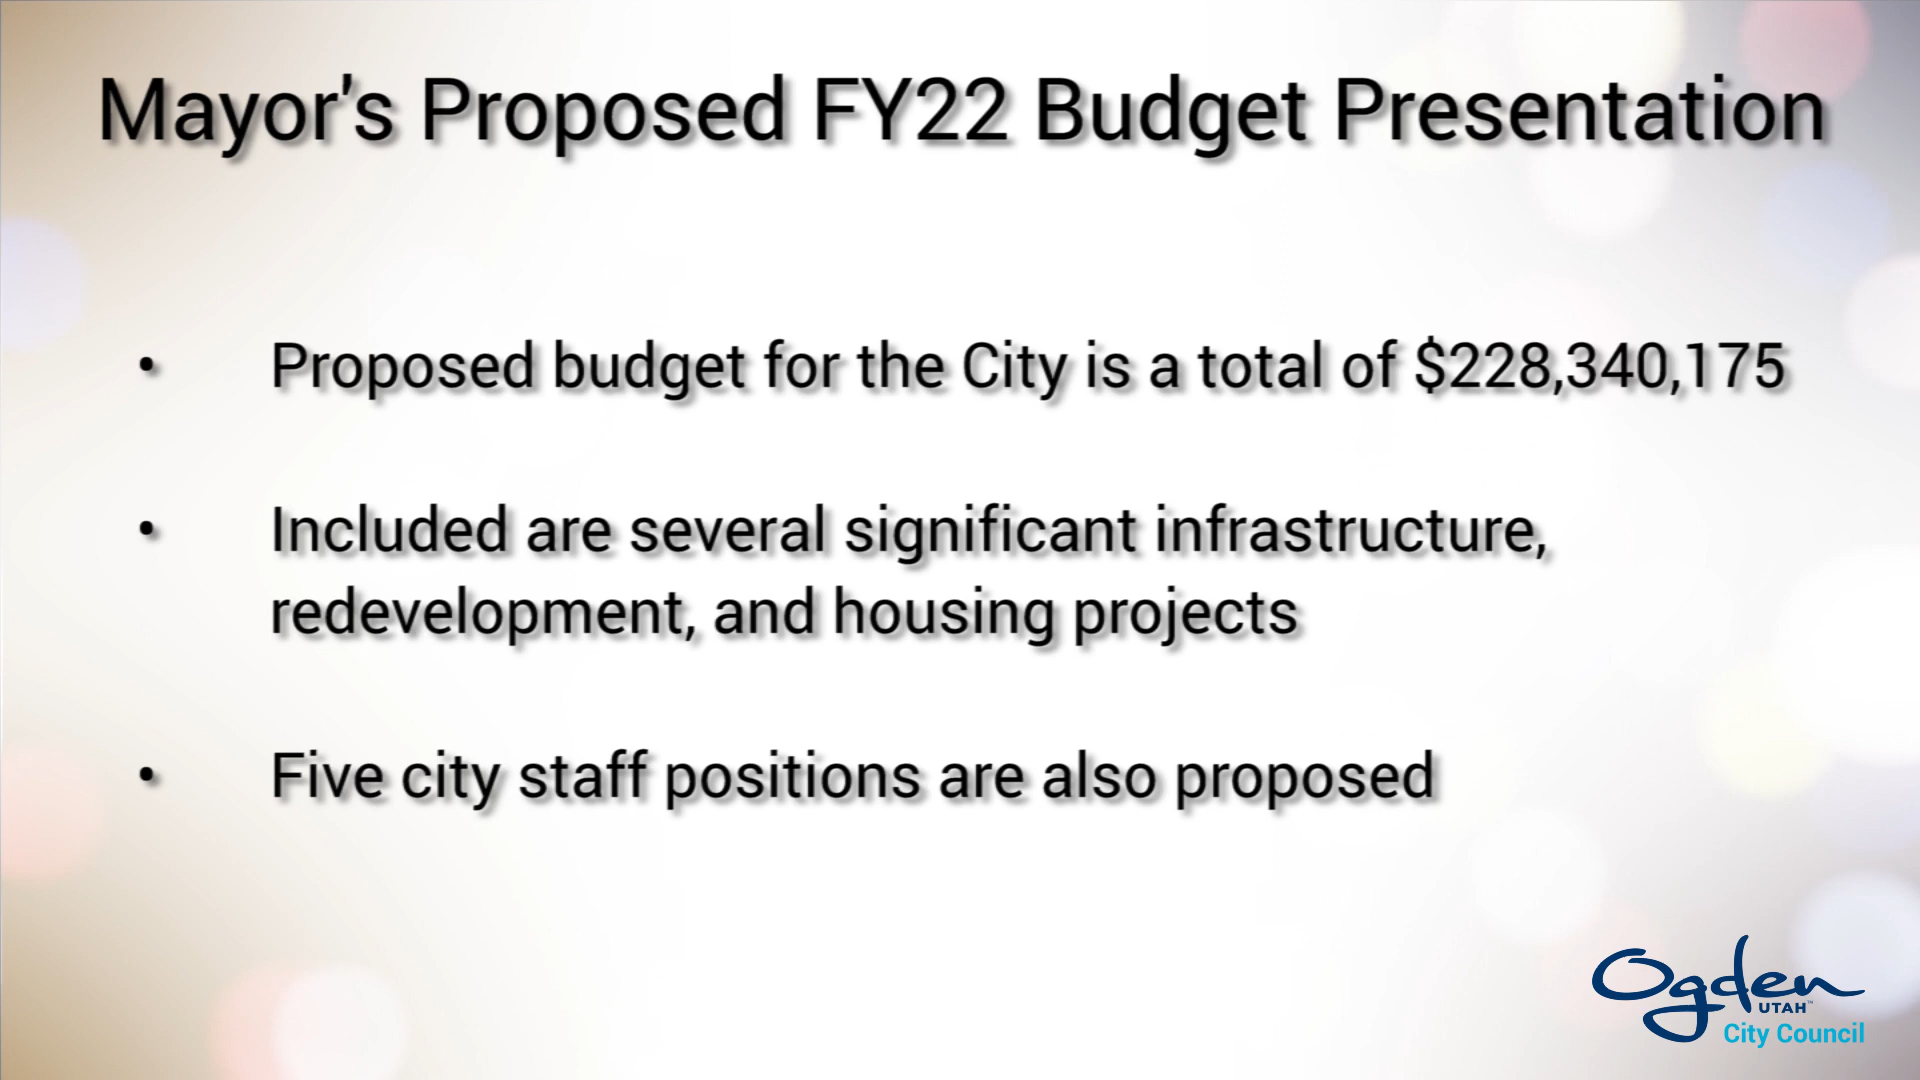 Mayor's Proposed FY22 Budget Presentation
• Proposed budget for the City is a total of $228,340,175
• Included are several significant infrastructure,
redevelopment, and housing projects
• Five city staff positions are also proposed
Ogden
UTAH™
City Council